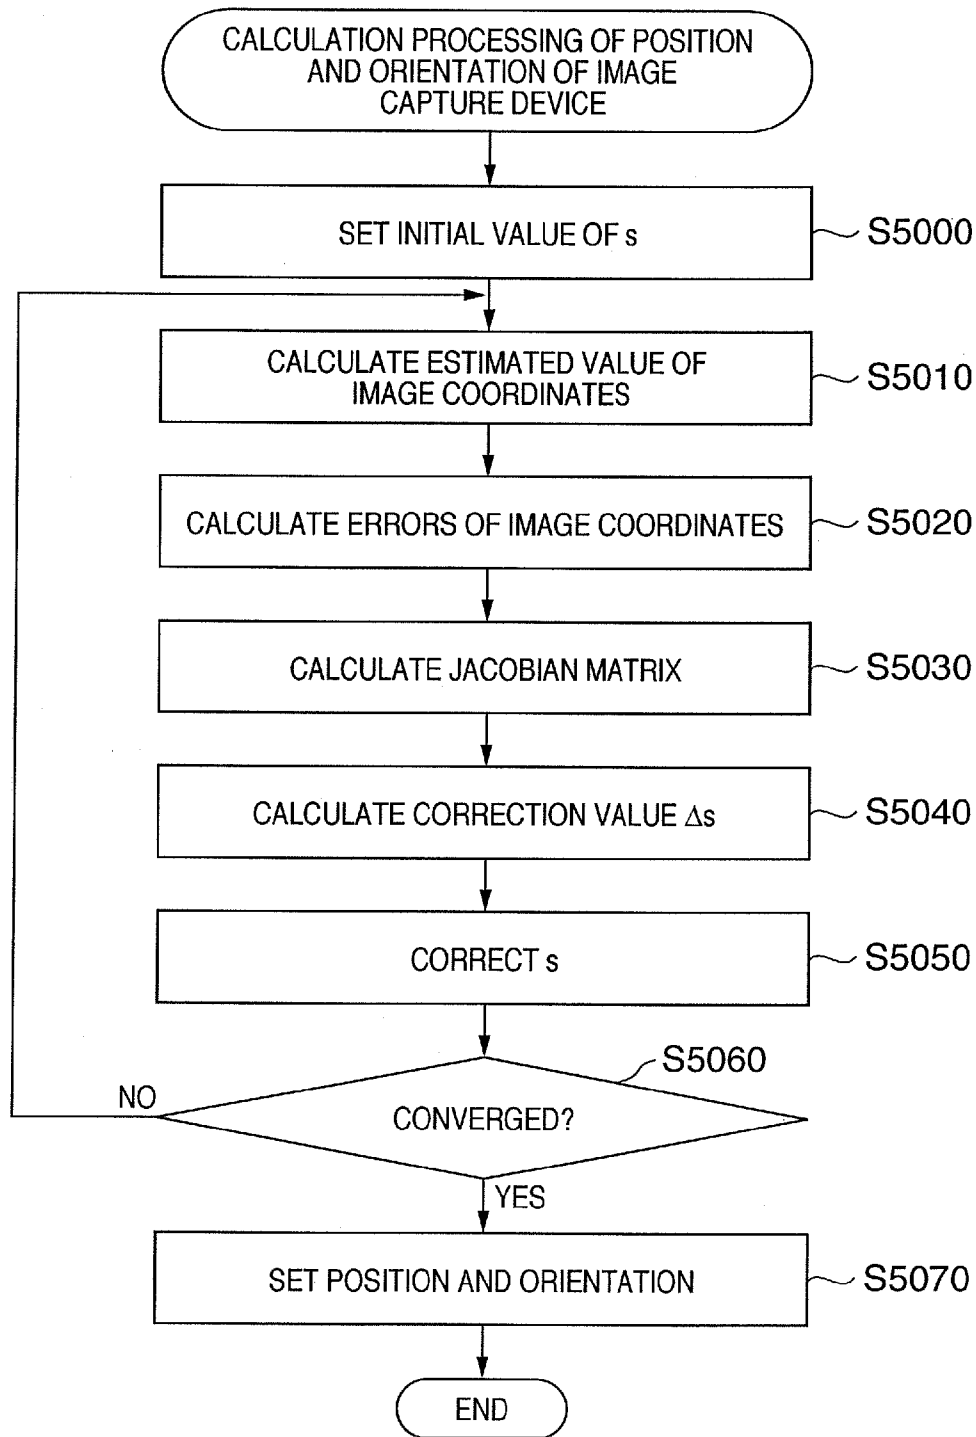 CALCULATION PROCESSING OF POSITION
AND ORIENTATION OF IMAGE
CAPTURE DEVICE
SET INITIAL VALUE OF s
S5000
CALCULATE ESTIMATED VALUE OF
IMAGE COORDINATES
S5010
CALCULATE ERRORS OF IMAGE COORDINATES
S5020
CALCULATE JACOBIAN MATRIX
S5030
CALCULATE CORRECTION VALUE Δs
S5040
CORRECT s
S5050
S5060
NO
CONVERGED?
YES
SET POSITION AND ORIENTATION
S5070
END